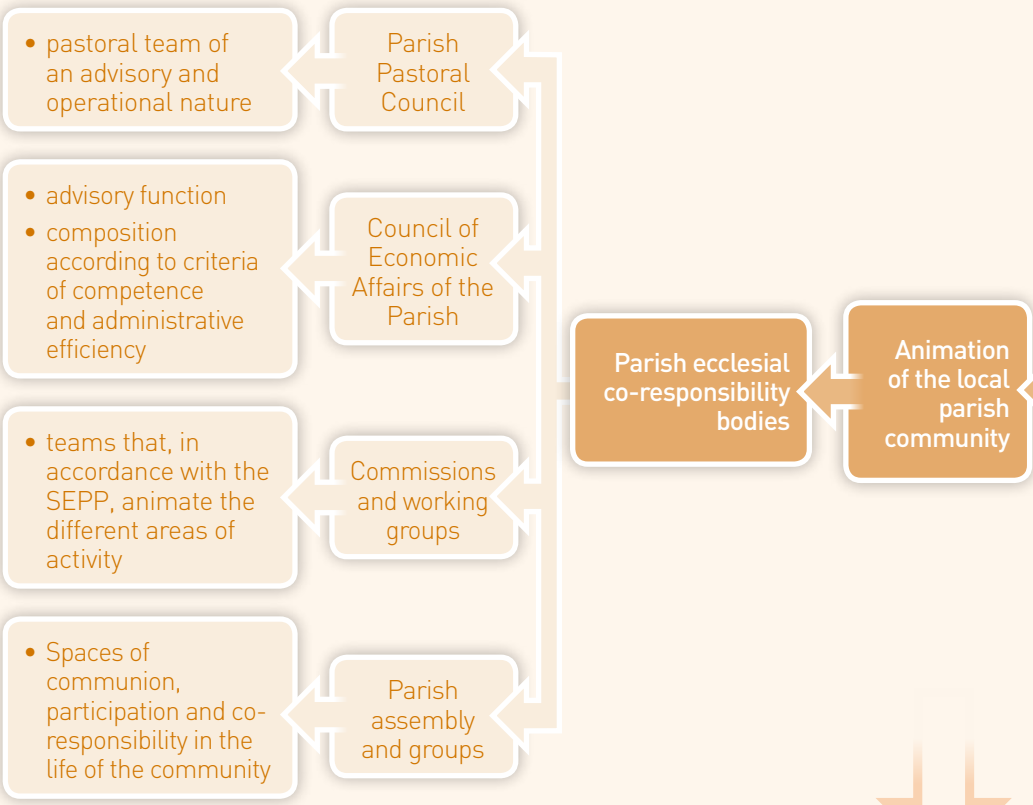 • pastoral team of
an advisory and
operational nature
Parish
Pastoral
Council
• advisory function
• composition
according to criteria
of competence
and administrative
efficiency
Council of
Economic
Affairs of the
Parish
Parish ecclesial
co-responsibility
bodies
Animation
of the local
parish
community
• teams that, in
accordance with the
SEPP, animate the
different areas of
activity
Commissions
and working
groups
• Spaces of
communion,
participation and co-
responsibility in the
life of the community
Parish
assembly
and groups